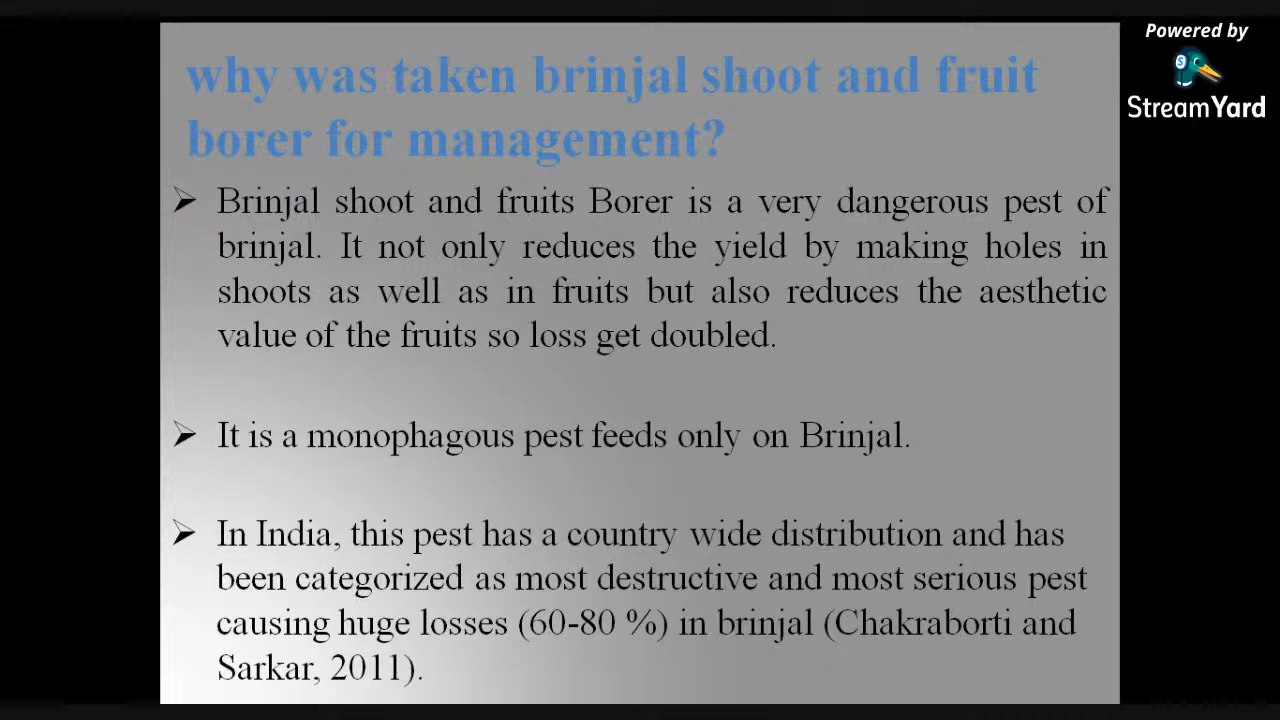 Powered by
StreamYard
why was taken brinjal shoot and fruit
borer for management?
➢ Brinjal shoot and fruits Borer is a very dangerous pest of
brinjal. It not only reduces the yield by making holes in
shoots as well as in fruits but also reduces the aesthetic
value of the fruits so loss get doubled.
➢ It is a monophagous pest feeds only on Brinjal.
➢ In India, this pest has a country wide distribution and has
been categorized as most destructive and most serious pest
causing huge losses (60-80 %) in brinjal (Chakraborti and
Sarkar, 2011).